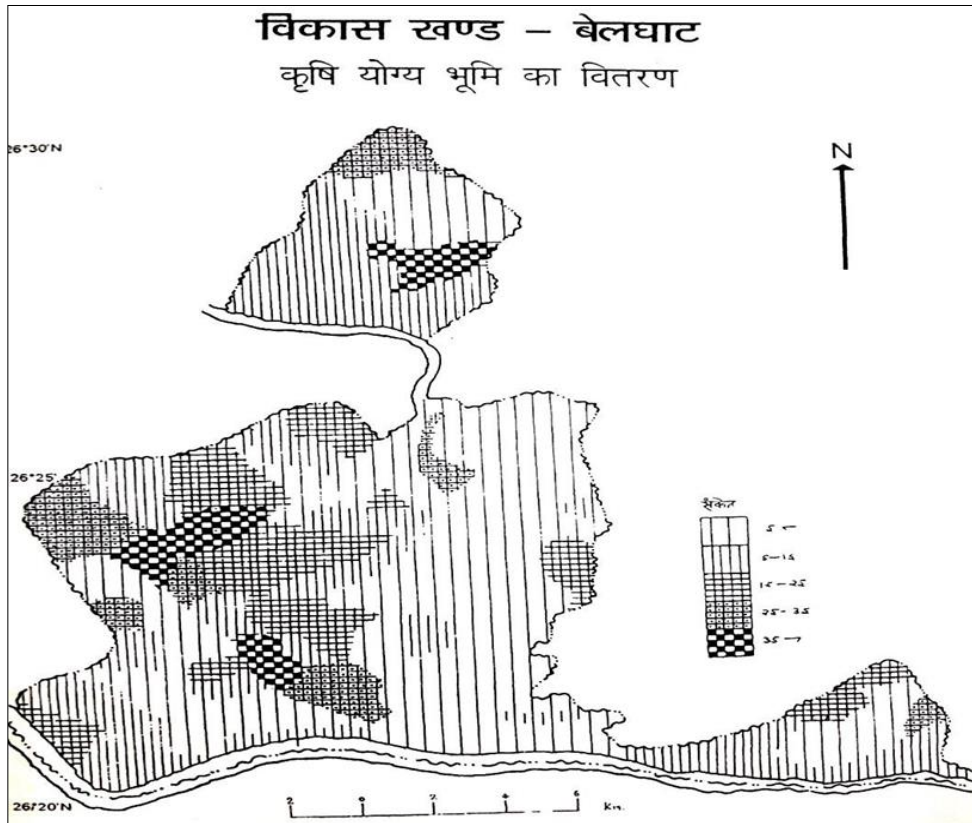 विकास खण्ड – बेलघाट
कृषि योग्य भूमि का वितरण
26°30'N
N
26°25'
संकेत
5 ←
5–15
15–25
25-35
35 →
26°20'N
2 0 2 4 6 Km.